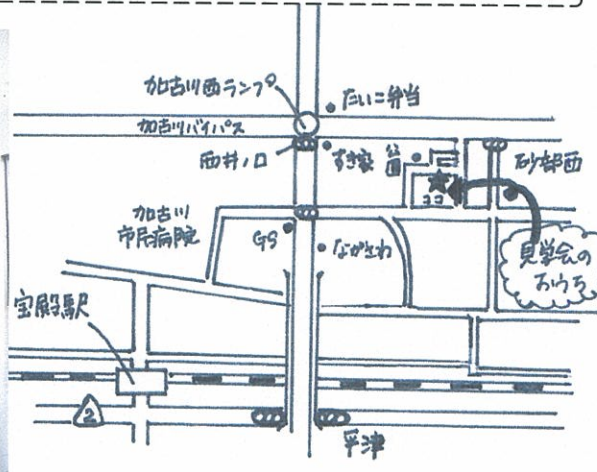 加古川西ランプ
たいこ弁当
加古川バイパス
西井ノ口
すき家
公園
砂部西
ココ
加古川
市民病院
GS
ながさわ
見学会の
おうち
宝殿駅
2
平津